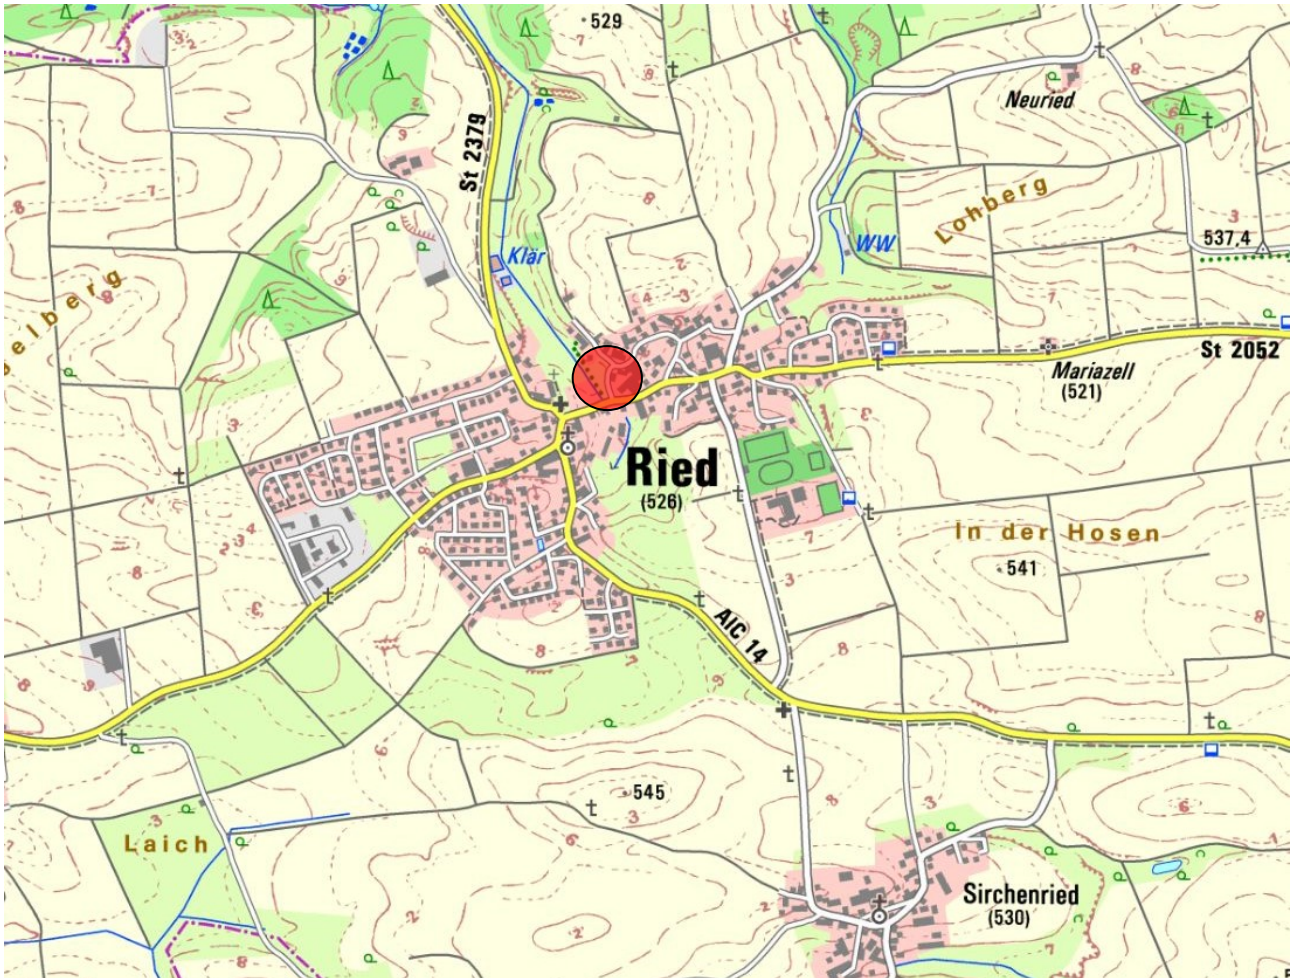 529
St 2379
Neuried
Lohberg
537,4
Klär
WW
elberg
St 2052
Mariazell
(521)
Ried
(526)
In der Hosen
541
AIC 14
545
Laich
Sirchenried
(530)